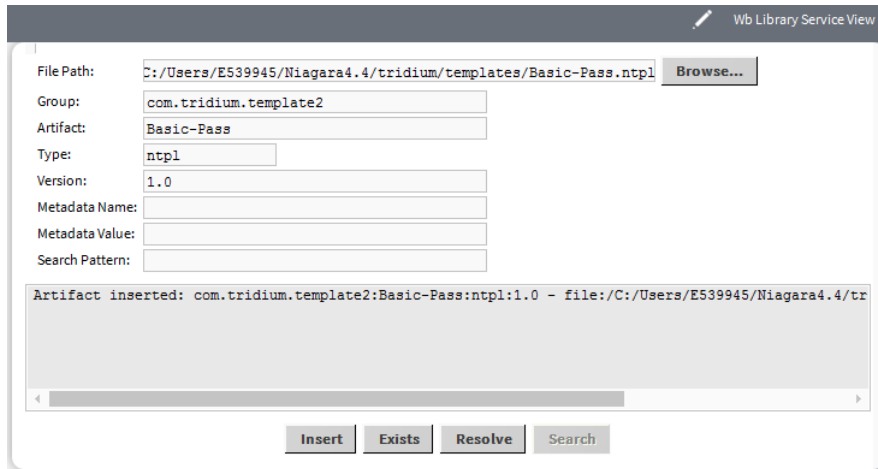 Wb Library Service View
File Path: C:/Users/E539945/Niagara4.4/tridium/templates/Basic-Pass.ntpl Browse...
Group: com.tridium.template2
Artifact: Basic-Pass
Type: ntpl
Version: 1.0
Metadata Name:
Metadata Value:
Search Pattern:
Artifact inserted: com.tridium.template2:Basic-Pass:ntpl:1.0 - file:/C:/Users/E539945/Niagara4.4/tr
Insert Exists Resolve Search